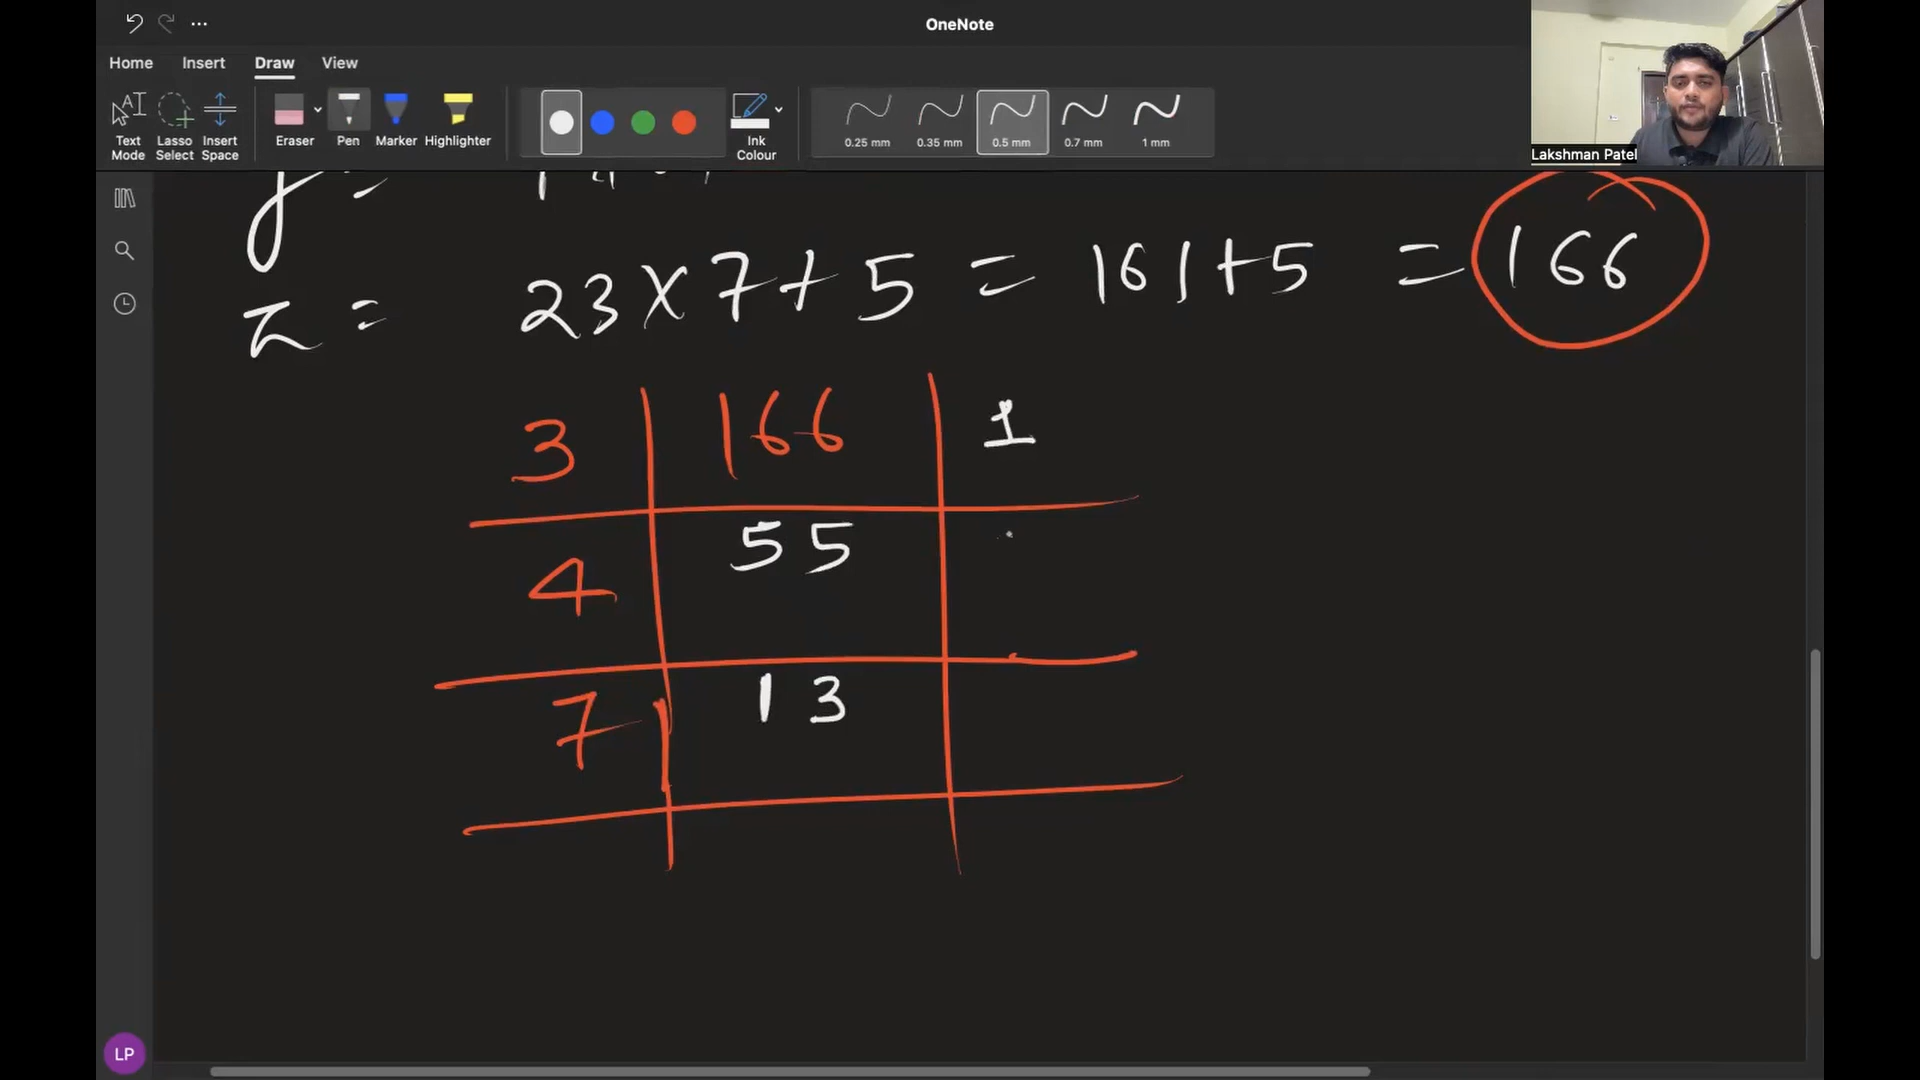 OneNote
Home Insert Draw View
Text Mode
Lasso Select
Insert Space
Eraser
Pen
Marker
Highlighter
Ink Colour
0.25 mm
0.35 mm
0.5 mm
0.7 mm
1 mm
Lakshman Patel
z = 23 x 7 + 5 = 161 + 5 = 166
3 166 1
4 55
7 13
LP